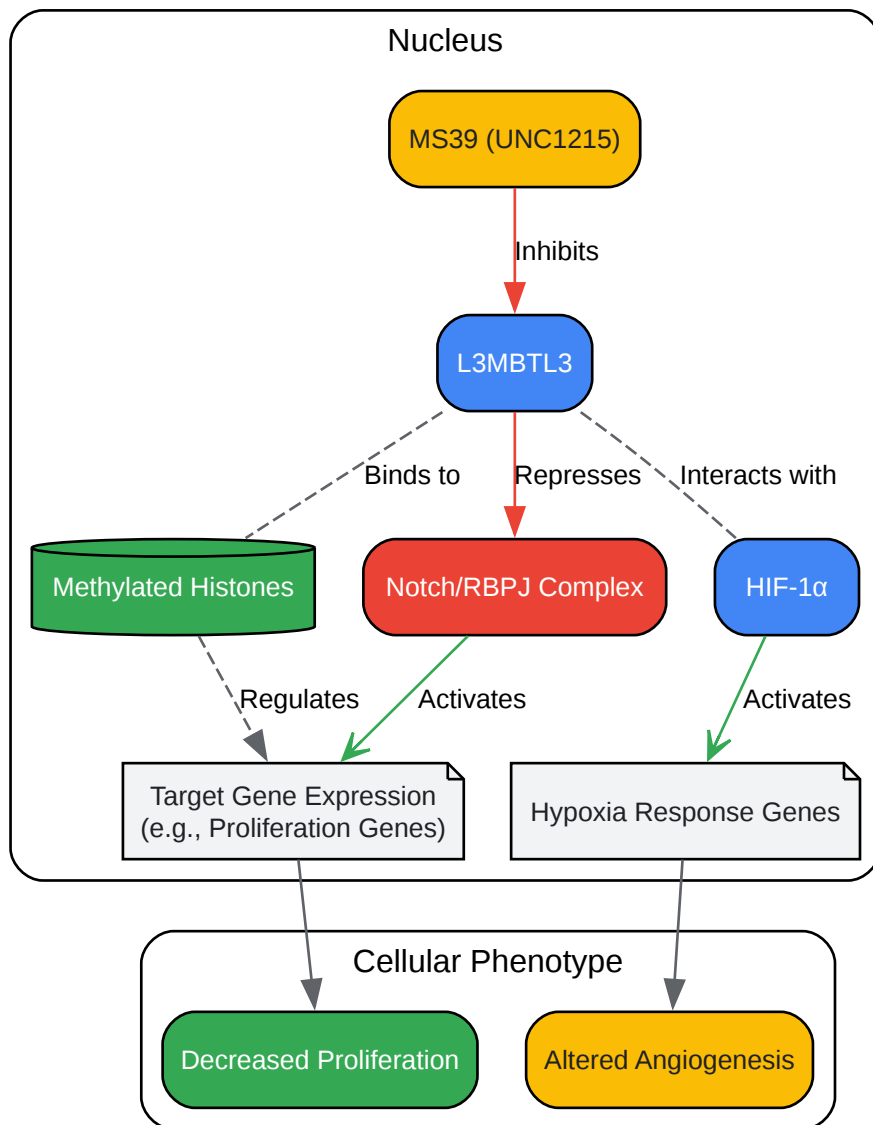 Nucleus
MS39 (UNC1215)
Inhibits
L3MBTL3
Binds to
Represses
Interacts with
Methylated Histones
Notch/RBPJ Complex
HIF-1α
Regulates
Activates
Activates
Target Gene Expression
(e.g., Proliferation Genes)
Hypoxia Response Genes
Cellular Phenotype
Decreased Proliferation
Altered Angiogenesis